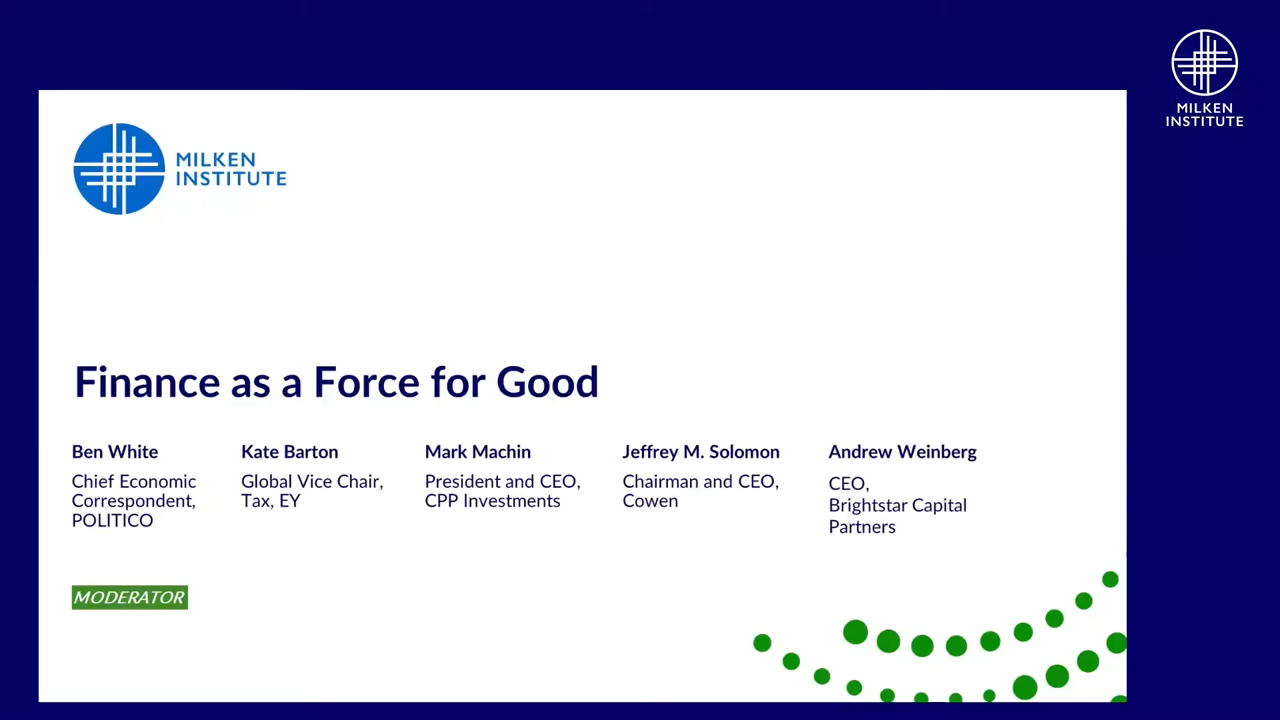 MILKEN
INSTITUTE
MILKEN
INSTITUTE
Finance as a Force for Good
Ben White
Chief Economic
Correspondent,
POLITICO
Kate Barton
Global Vice Chair,
Tax, EY
Mark Machin
President and CEO,
CPP Investments
Jeffrey M. Solomon
Chairman and CEO,
Cowen
Andrew Weinberg
CEO,
Brightstar Capital
Partners
MODERATOR